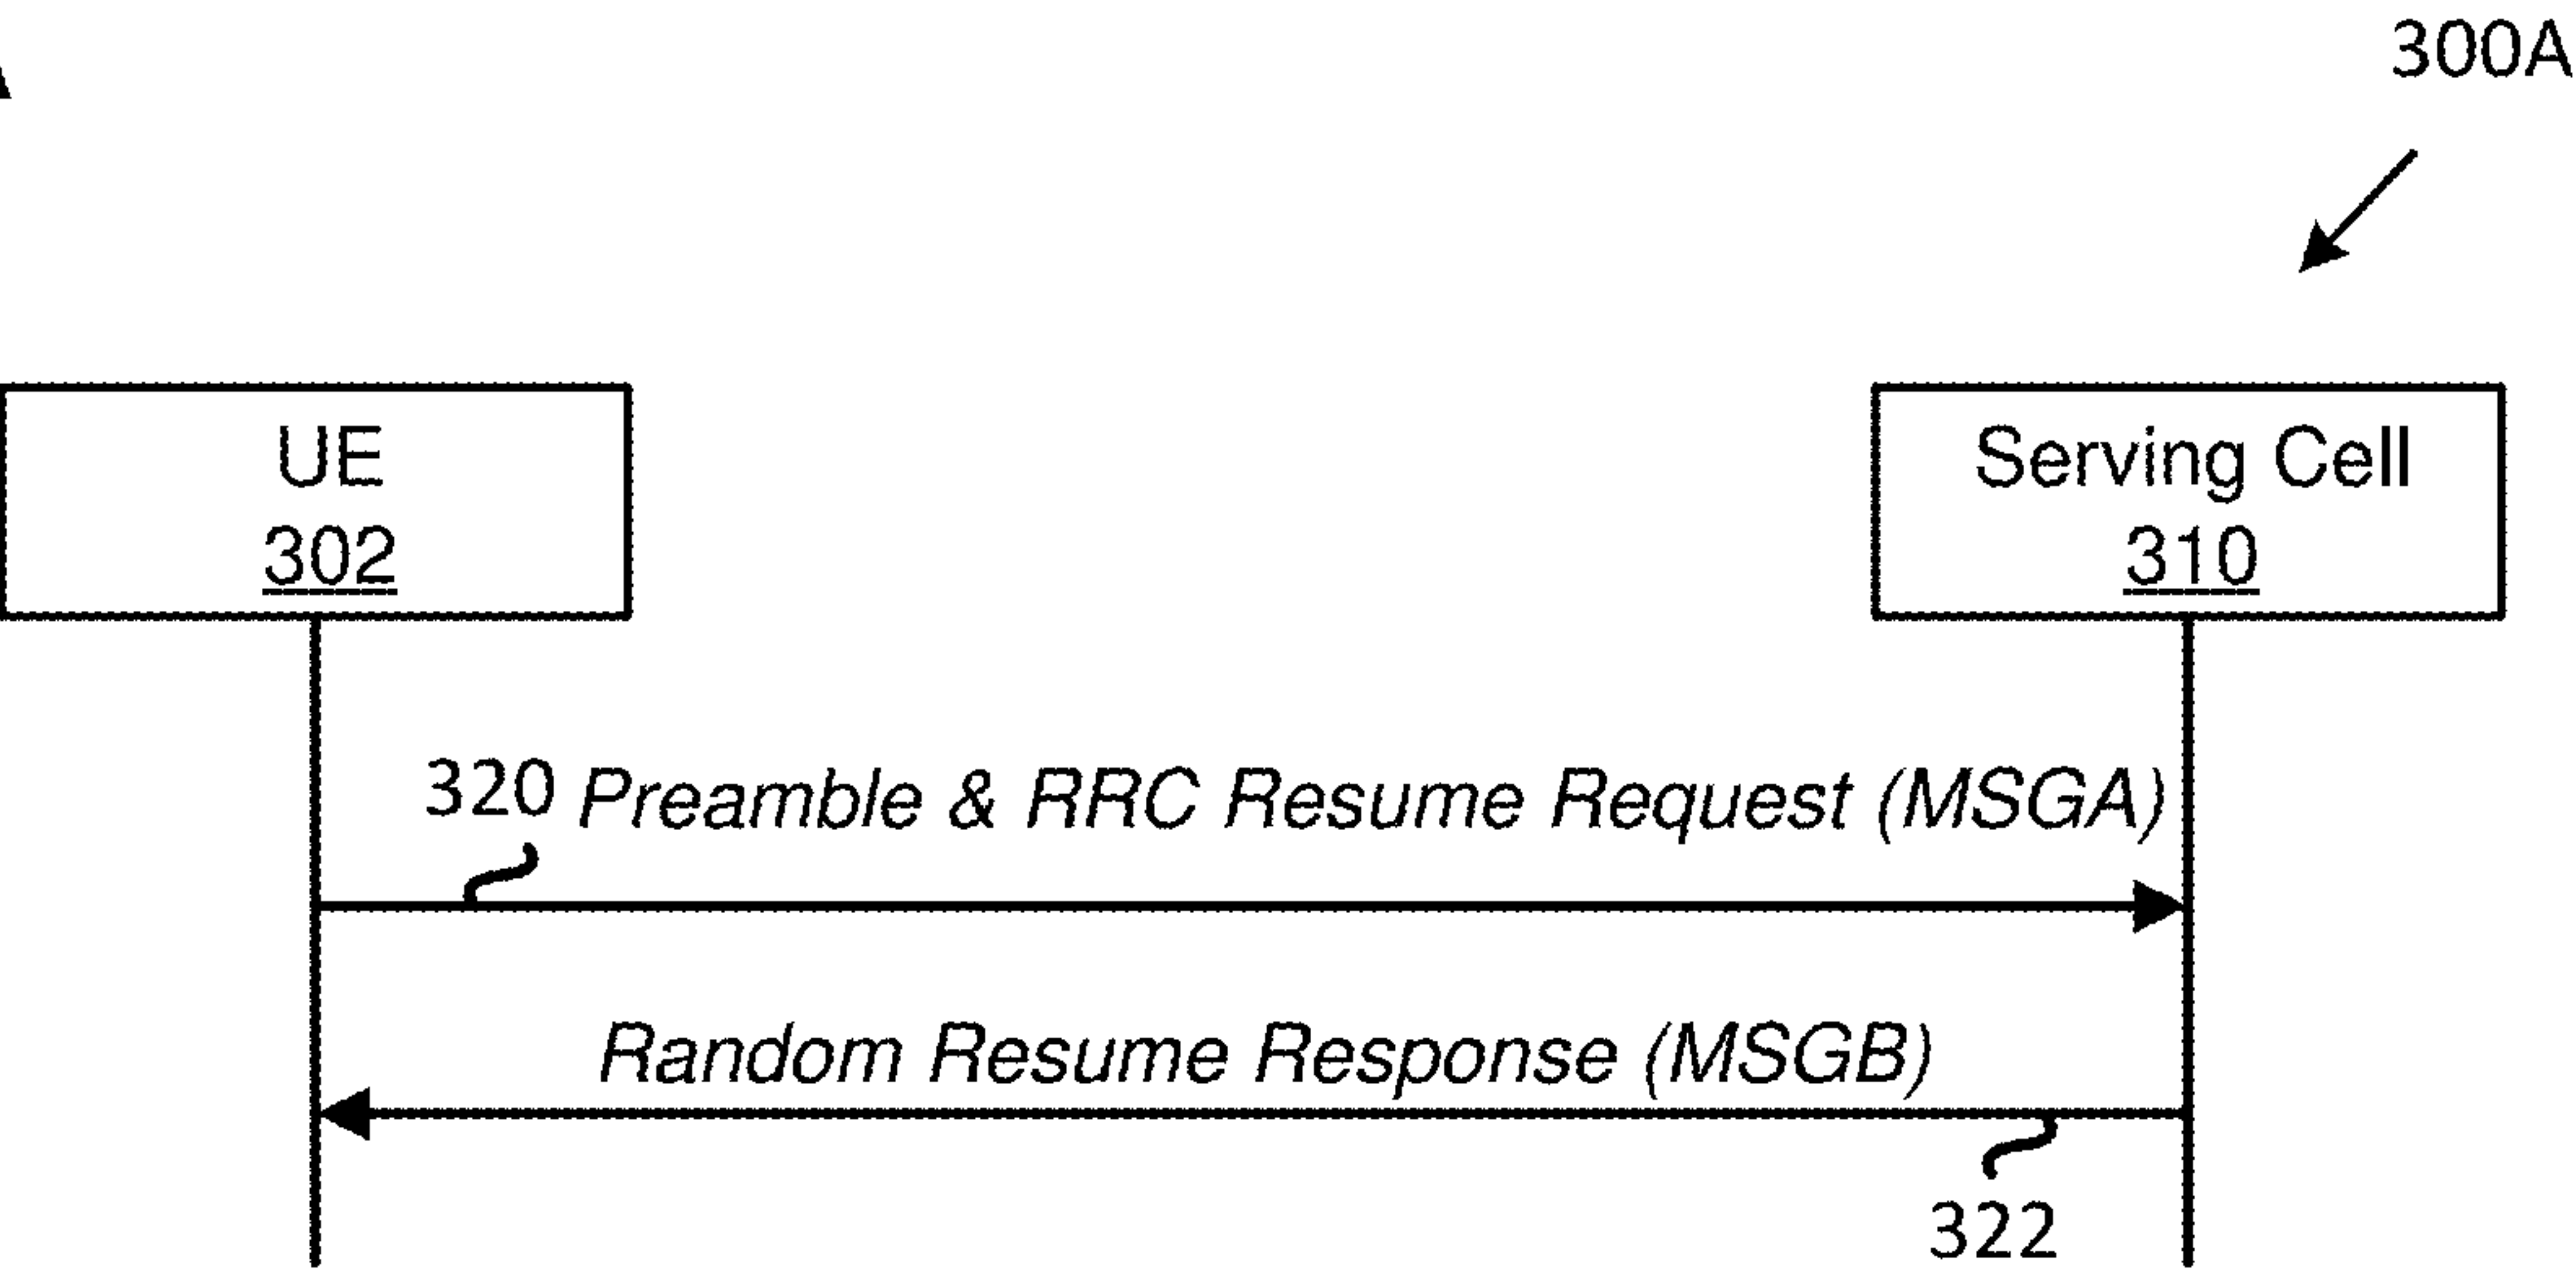 300A
UE
302
Serving Cell
310
320 Preamble & RRC Resume Request (MSGA)
Random Resume Response (MSGB)
322